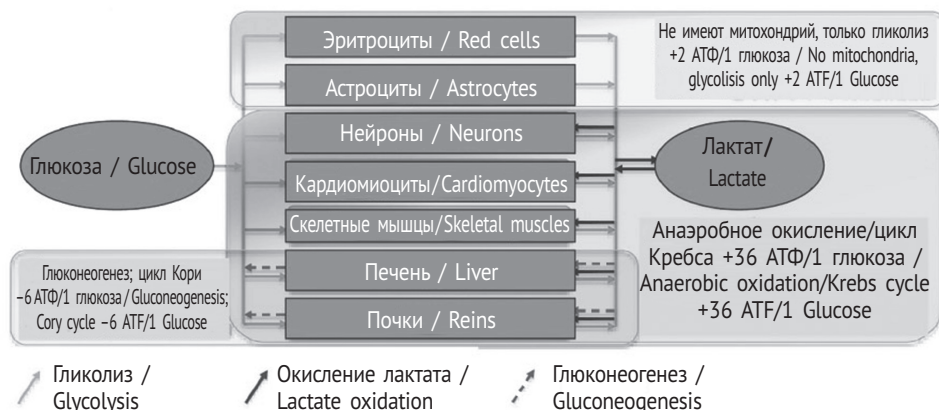 Эритроциты / Red cells
Астроциты / Astrocytes
Нейроны / Neurons
Кардиомиоциты/Cardiomyocytes
Скелетные мышцы/Skeletal muscles
Печень / Liver
Почки / Reins
Глюкоза / Glucose
Лактат/
Lactate
Не имеют митохондрий, только гликолиз
+2 АТФ/1 глюкоза / No mitochondria,
glycolisis only +2 ATF/1 Glucose
Анаэробное окисление/цикл
Кребса +36 АТФ/1 глюкоза /
Anaerobic oxidation/Krebs cycle
+36 ATF/1 Glucose
Глюконеогенез; цикл Кори
–6 АТФ/1 глюкоза/Gluconeogenesis;
Cory cycle –6 ATF/1 Glucose
Гликолиз /
Glycolysis
Окисление лактата /
Lactate oxidation
Глюконеогенез /
Gluconeogenesis